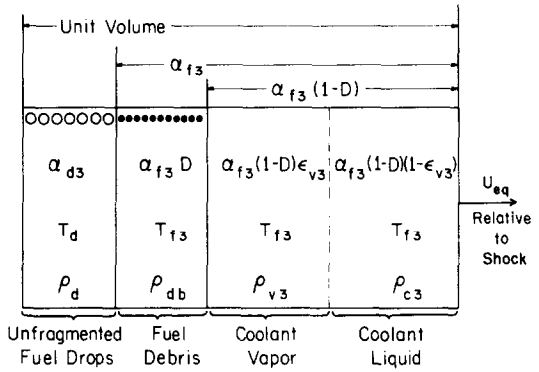 Unit Volume
α_f3
α_f3 (1-D)
α_d3 α_f3 D α_f3(1-D)ε_v3 α_f3(1-D)(1-ε_v3)
T_d T_f3 T_f3 T_f3
ρ_d ρ_db ρ_v3 ρ_c3
U_eq
Relative
to
Shock
Unfragmented
Fuel Drops
Fuel
Debris
Coolant
Vapor
Coolant
Liquid